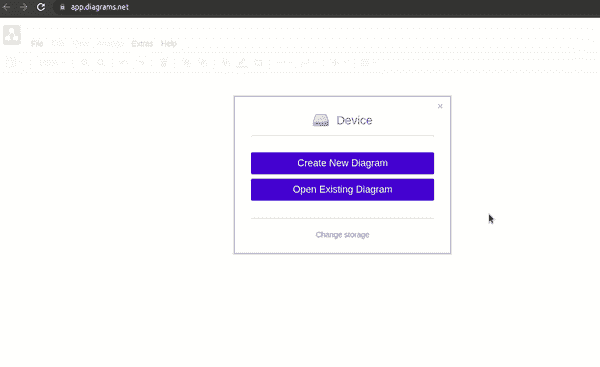 app.diagrams.net
File Edit View Arrange Extras Help
Device
×
Create New Diagram
Open Existing Diagram
Change storage